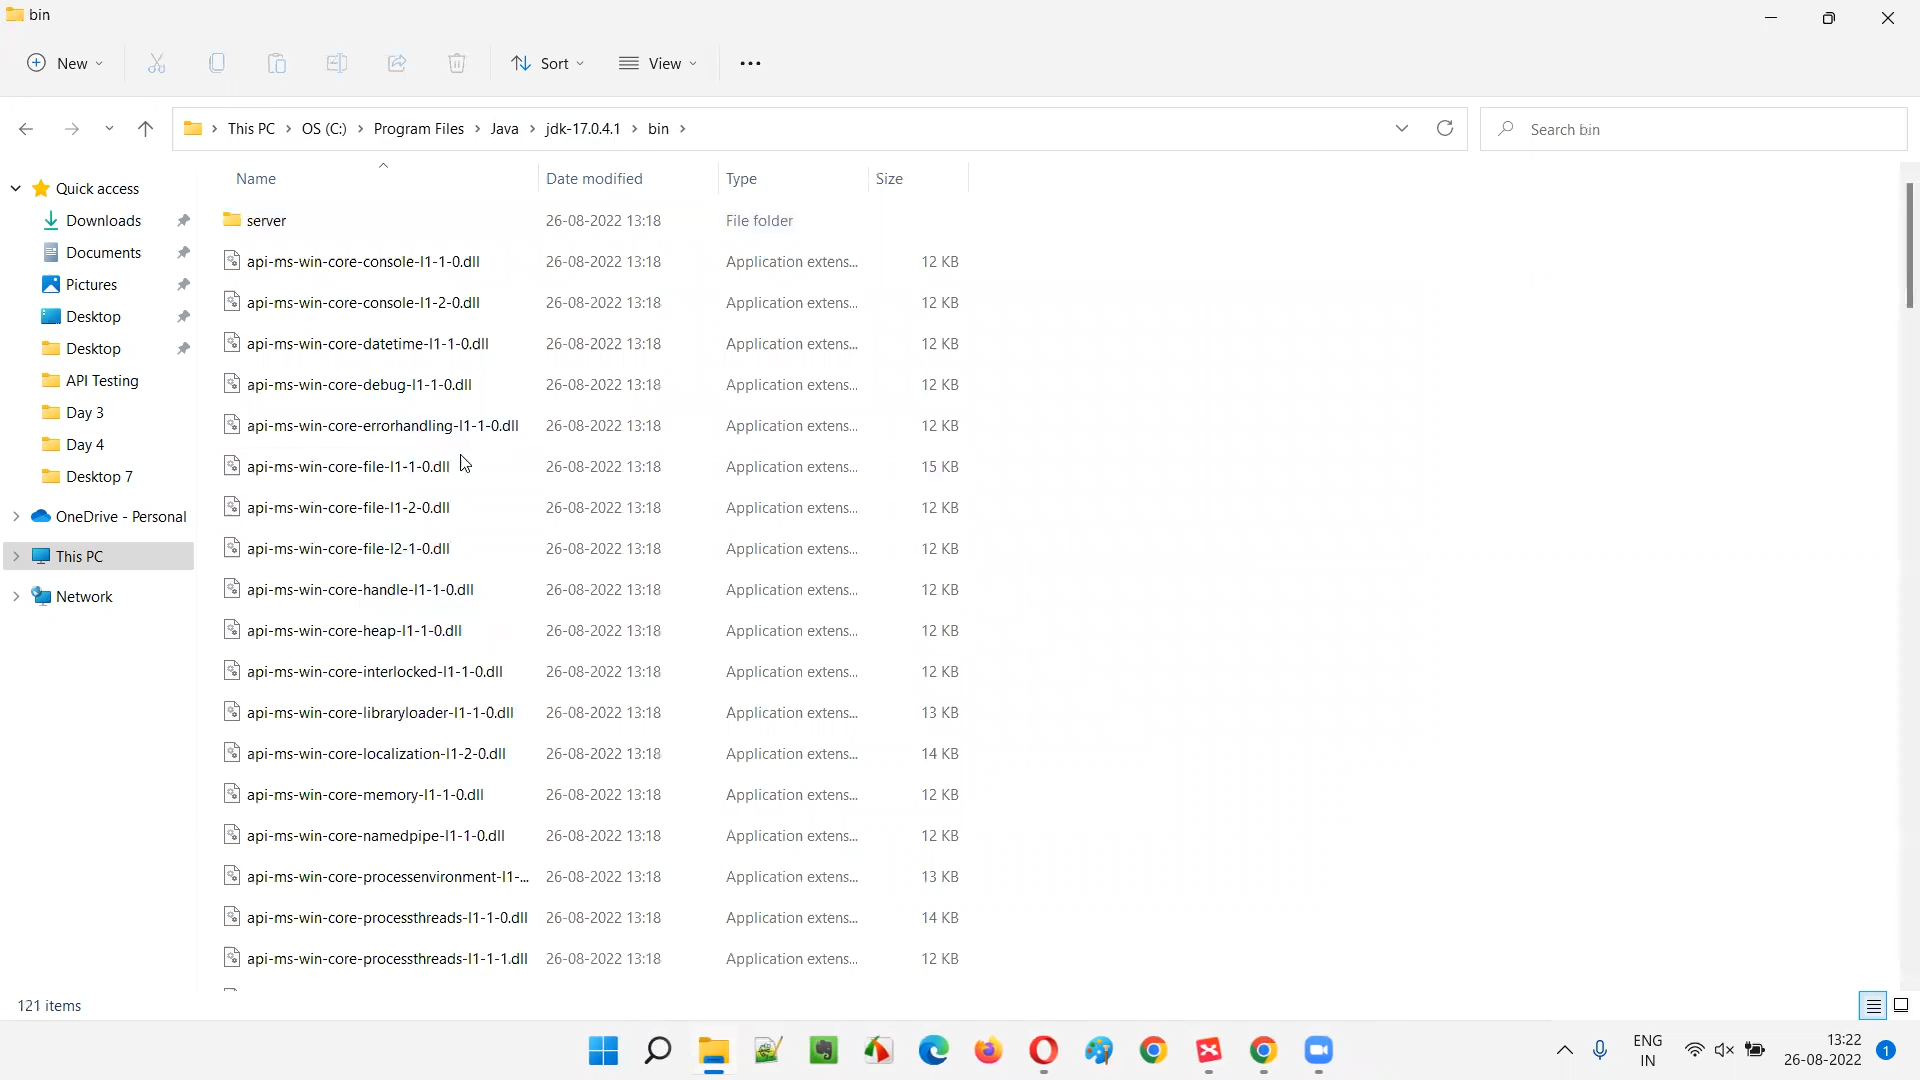 bin
New
Sort
View
This PC > OS (C:) > Program Files > Java > jdk-17.0.4.1 > bin >
Search bin
Quick access
Downloads
Documents
Pictures
Desktop
Desktop
API Testing
Day 3
Day 4
Desktop 7
OneDrive - Personal
This PC
Network
Name Date modified Type Size
server 26-08-2022 13:18 File folder
api-ms-win-core-console-l1-1-0.dll 26-08-2022 13:18 Application extens... 12 KB
api-ms-win-core-console-l1-2-0.dll 26-08-2022 13:18 Application extens... 12 KB
api-ms-win-core-datetime-l1-1-0.dll 26-08-2022 13:18 Application extens... 12 KB
api-ms-win-core-debug-l1-1-0.dll 26-08-2022 13:18 Application extens... 12 KB
api-ms-win-core-errorhandling-l1-1-0.dll 26-08-2022 13:18 Application extens... 12 KB
api-ms-win-core-file-l1-1-0.dll 26-08-2022 13:18 Application extens... 15 KB
api-ms-win-core-file-l1-2-0.dll 26-08-2022 13:18 Application extens... 12 KB
api-ms-win-core-file-l2-1-0.dll 26-08-2022 13:18 Application extens... 12 KB
api-ms-win-core-handle-l1-1-0.dll 26-08-2022 13:18 Application extens... 12 KB
api-ms-win-core-heap-l1-1-0.dll 26-08-2022 13:18 Application extens... 12 KB
api-ms-win-core-interlocked-l1-1-0.dll 26-08-2022 13:18 Application extens... 12 KB
api-ms-win-core-libraryloader-l1-1-0.dll 26-08-2022 13:18 Application extens... 13 KB
api-ms-win-core-localization-l1-2-0.dll 26-08-2022 13:18 Application extens... 14 KB
api-ms-win-core-memory-l1-1-0.dll 26-08-2022 13:18 Application extens... 12 KB
api-ms-win-core-namedpipe-l1-1-0.dll 26-08-2022 13:18 Application extens... 12 KB
api-ms-win-core-processenvironment-l1-... 26-08-2022 13:18 Application extens... 13 KB
api-ms-win-core-processthreads-l1-1-0.dll 26-08-2022 13:18 Application extens... 14 KB
api-ms-win-core-processthreads-l1-1-1.dll 26-08-2022 13:18 Application extens... 12 KB
121 items
ENG
IN
13:22
26-08-2022
1